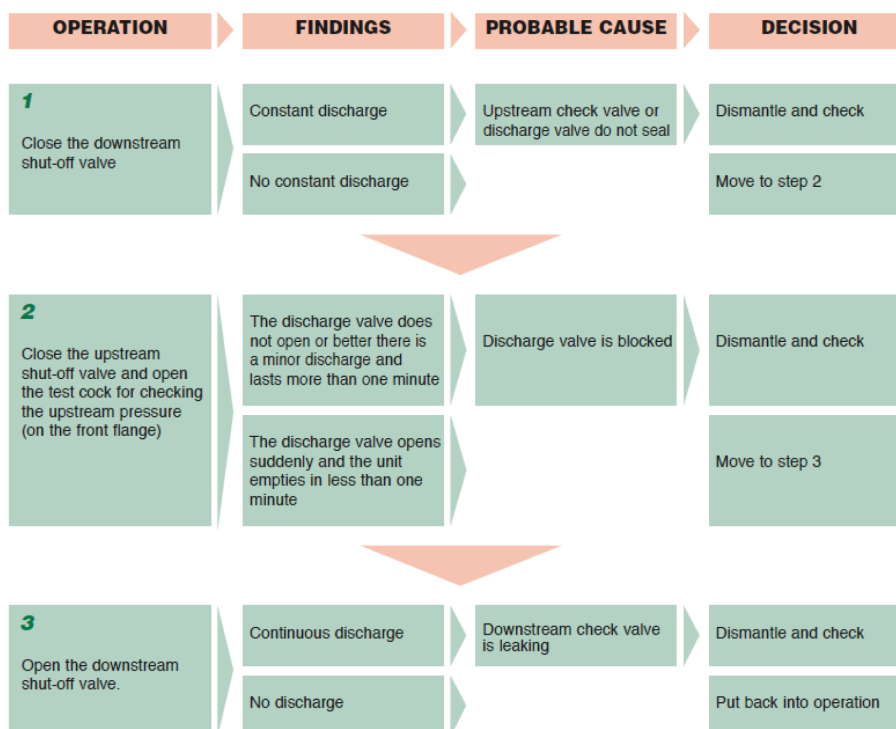 OPERATION
FINDINGS
PROBABLE CAUSE
DECISION
1
Close the downstream
shut-off valve
Constant discharge
Upstream check valve or
discharge valve do not seal
Dismantle and check
No constant discharge
Move to step 2
2
Close the upstream
shut-off valve and open
the test cock for checking
the upstream pressure
(on the front flange)
The discharge valve does
not open or better there is
a minor discharge and
lasts more than one minute
Discharge valve is blocked
Dismantle and check
The discharge valve opens
suddenly and the unit
empties in less than one
minute
Move to step 3
3
Open the downstream
shut-off valve.
Continuous discharge
Downstream check valve
is leaking
Dismantle and check
No discharge
Put back into operation